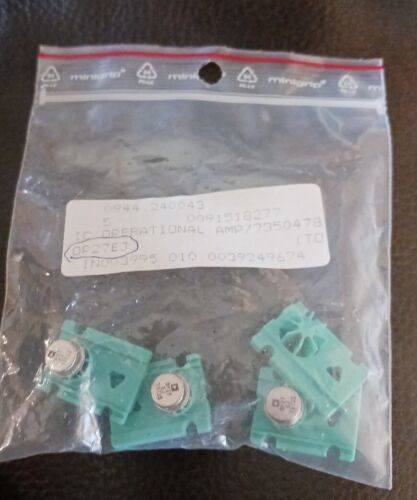 minigrip® minigrip® minigrip®
0944 240043
5 0091518277
IC OPERATIONAL AMP/7350478
OP27EJ (TO
IN003995 010 0039249674